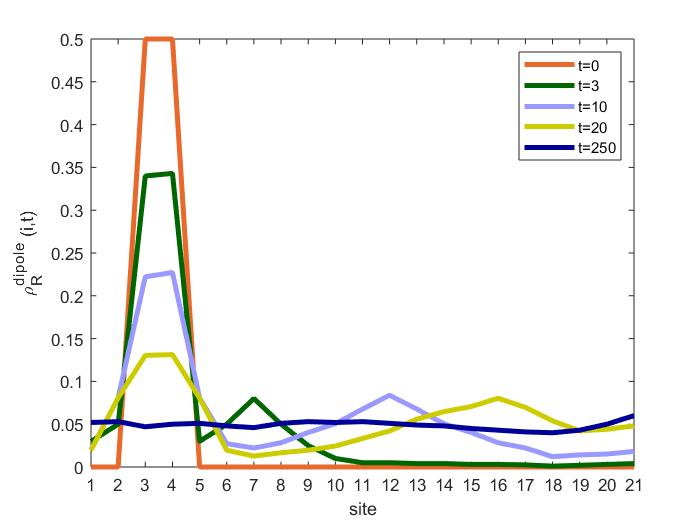 0.5
0.45
0.4
0.35
0.3
0.25
0.2
0.15
0.1
0.05
0
ρ_R^dipole (i,t)
t=0
t=3
t=10
t=20
t=250
1 2 3 4 5 6 7 8 9 10 11 12 13 14 15 16 17 18 19 20 21
site